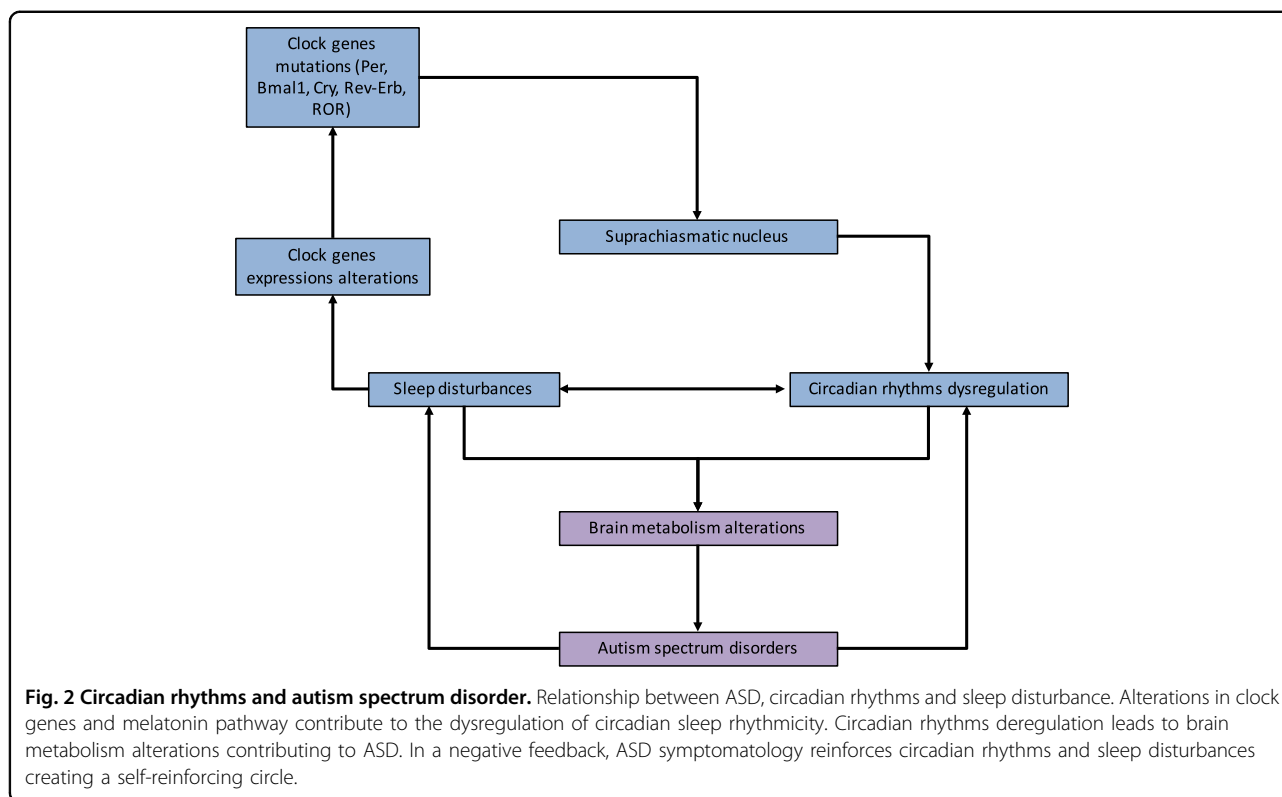 Clock genes
mutations (Per,
Bmal1, Cry, Rev-Erb,
ROR)
Suprachiasmatic nucleus
Clock genes
expressions alterations
Sleep disturbances
Circadian rhythms dysregulation
Brain metabolism alterations
Autism spectrum disorders
Fig. 2 Circadian rhythms and autism spectrum disorder. Relationship between ASD, circadian rhythms and sleep disturbance. Alterations in clock
genes and melatonin pathway contribute to the dysregulation of circadian sleep rhythmicity. Circadian rhythms deregulation leads to brain
metabolism alterations contributing to ASD. In a negative feedback, ASD symptomatology reinforces circadian rhythms and sleep disturbances
creating a self-reinforcing circle.